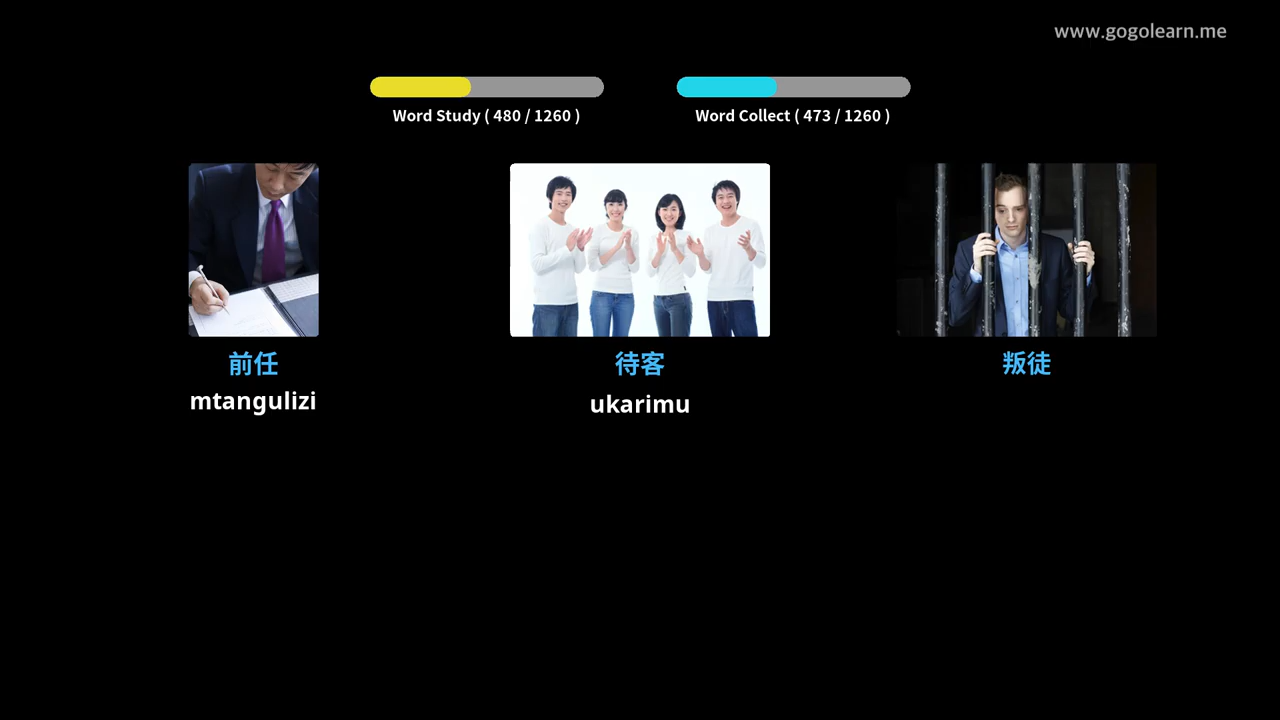 www.gogolearn.me
Word Study ( 480 / 1260 )
Word Collect ( 473 / 1260 )
前任
待客
叛徒
mtangulizi
ukarimu